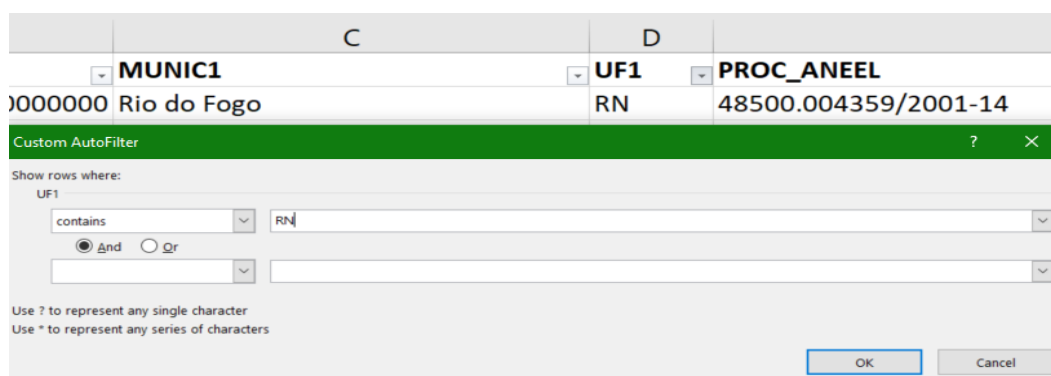 C D
MUNIC1 UF1 PROC_ANEEL
0000000 Rio do Fogo RN 48500.004359/2001-14
Custom AutoFilter ? ×
Show rows where:
UF1
contains RN
And Or
Use ? to represent any single character
Use * to represent any series of characters
OK Cancel